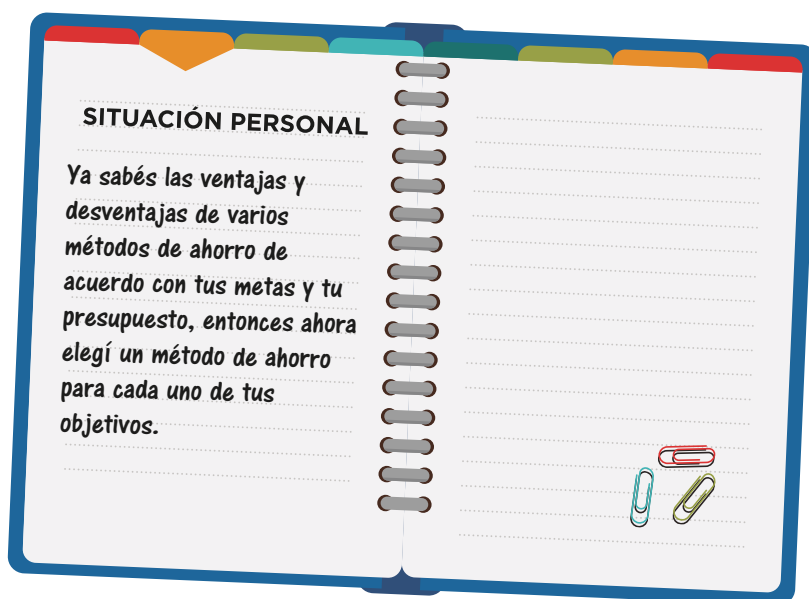 SITUACIÓN PERSONAL
Ya sabés las ventajas y
desventajas de varios
métodos de ahorro de
acuerdo con tus metas y tu
presupuesto, entonces ahora
elegí un método de ahorro
para cada uno de tus
objetivos.